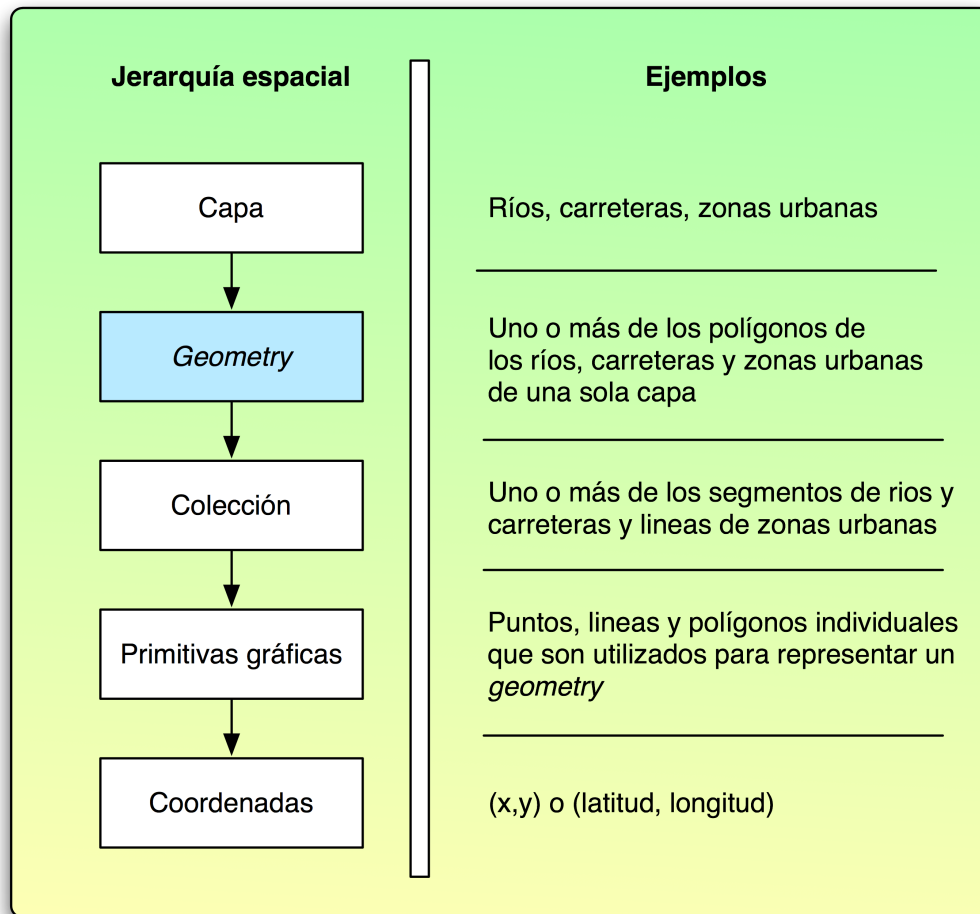 Jerarquía espacial
Ejemplos
Capa
Ríos, carreteras, zonas urbanas
Geometry
Uno o más de los polígonos de
los ríos, carreteras y zonas urbanas
de una sola capa
Colección
Uno o más de los segmentos de rios y
carreteras y lineas de zonas urbanas
Primitivas gráficas
Puntos, lineas y polígonos individuales
que son utilizados para representar un
geometry
Coordenadas
(x,y) o (latitud, longitud)